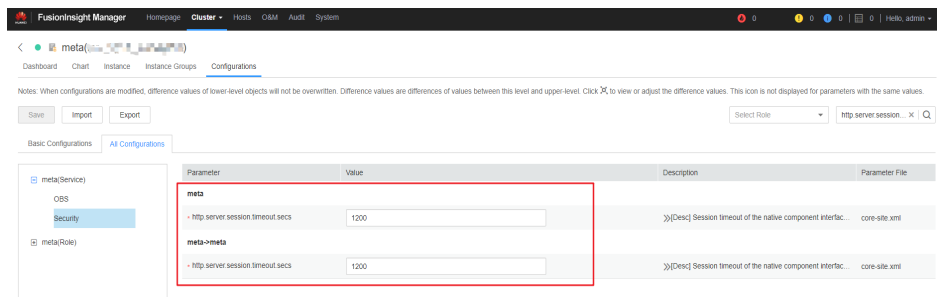 FusionInsight Manager Homepage Cluster Hosts O&M Audit System 0 0 0 0 Hello, admin
meta( )
Dashboard Chart Instance Instance Groups Configurations
Notes: When configurations are modified, difference values of lower-level objects will not be overwritten. Difference values are differences of values between this level and upper-level. Click , to view or adjust the difference values. This icon is not displayed for parameters with the same values.
Save Import Export Select Role http.server.session...
Basic Configurations All Configurations
Parameter Value Description Parameter File
meta(Service)
meta
OBS
Security
http.server.session.timeout.secs 1200 [Desc] Session timeout of the native component interfac... core-site.xml
meta(Role)
meta->meta
http.server.session.timeout.secs 1200 [Desc] Session timeout of the native component interfac... core-site.xml